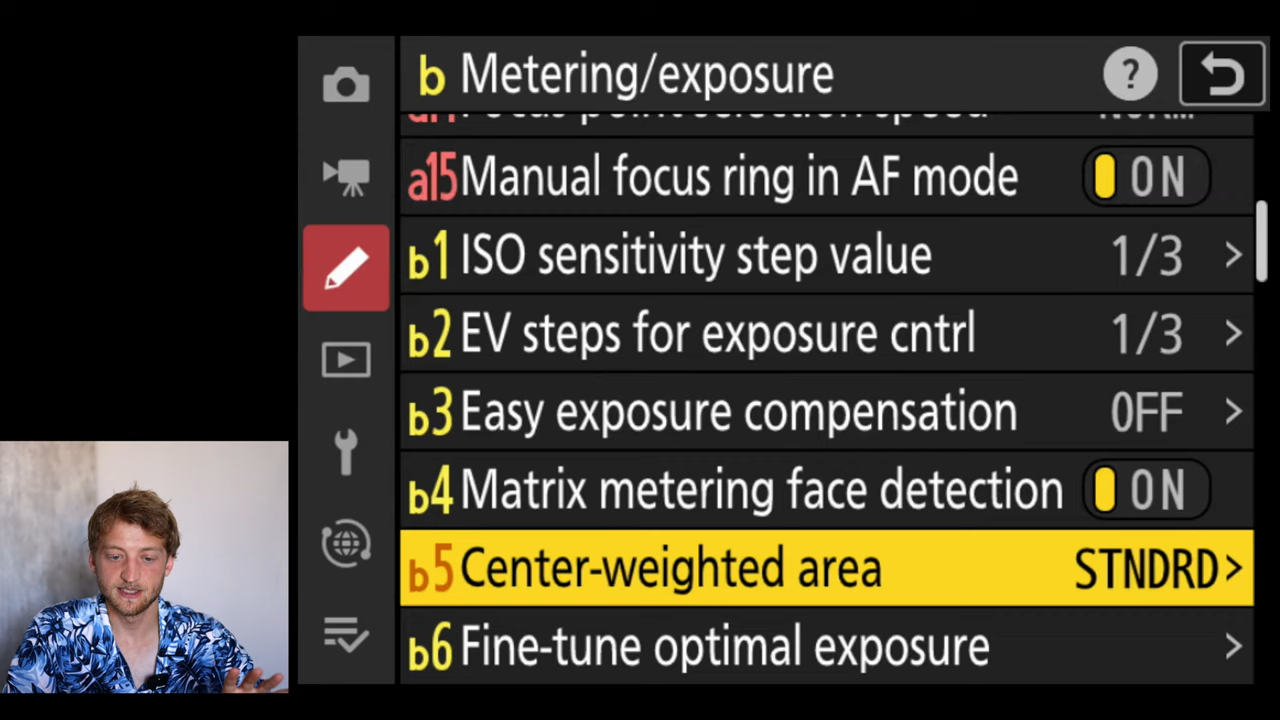 b Metering/exposure ?
a15 Manual focus ring in AF mode ON
b1 ISO sensitivity step value 1/3 >
b2 EV steps for exposure cntrl 1/3 >
b3 Easy exposure compensation OFF >
b4 Matrix metering face detection ON
b5 Center-weighted area STNDRD >
b6 Fine-tune optimal exposure >